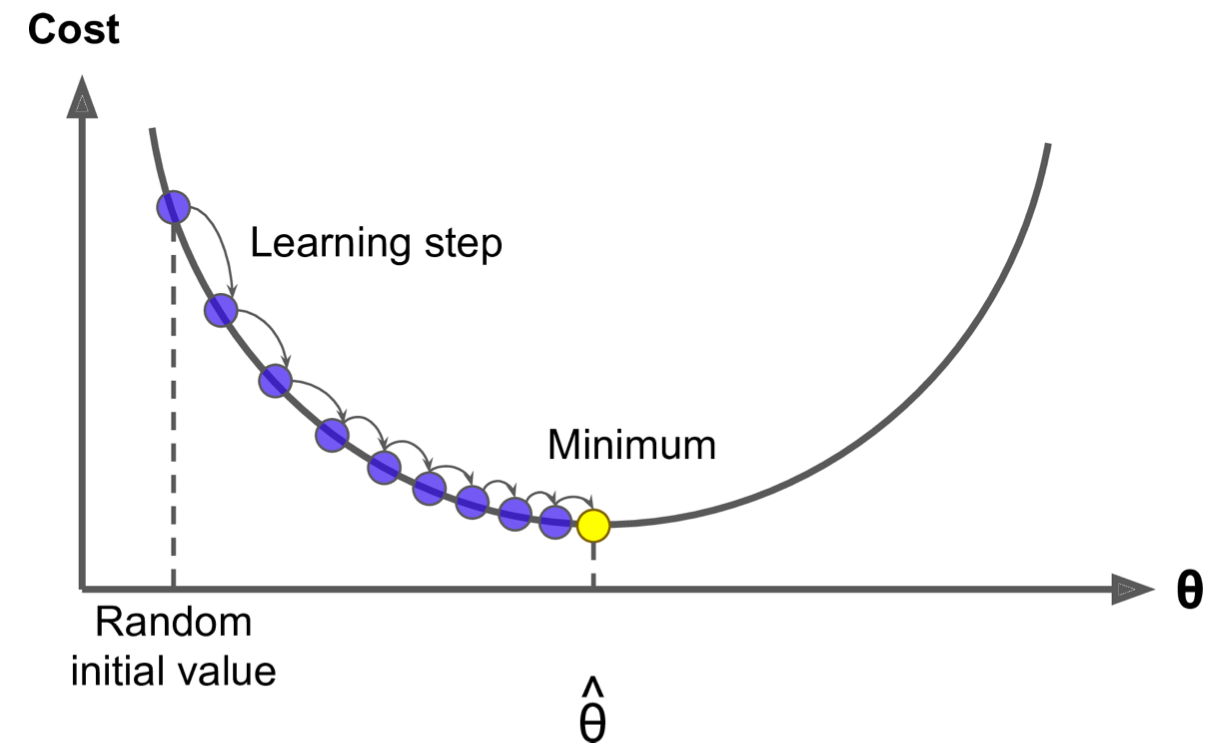 Cost
Learning step
Minimum
θ
Random
initial value
θ̂